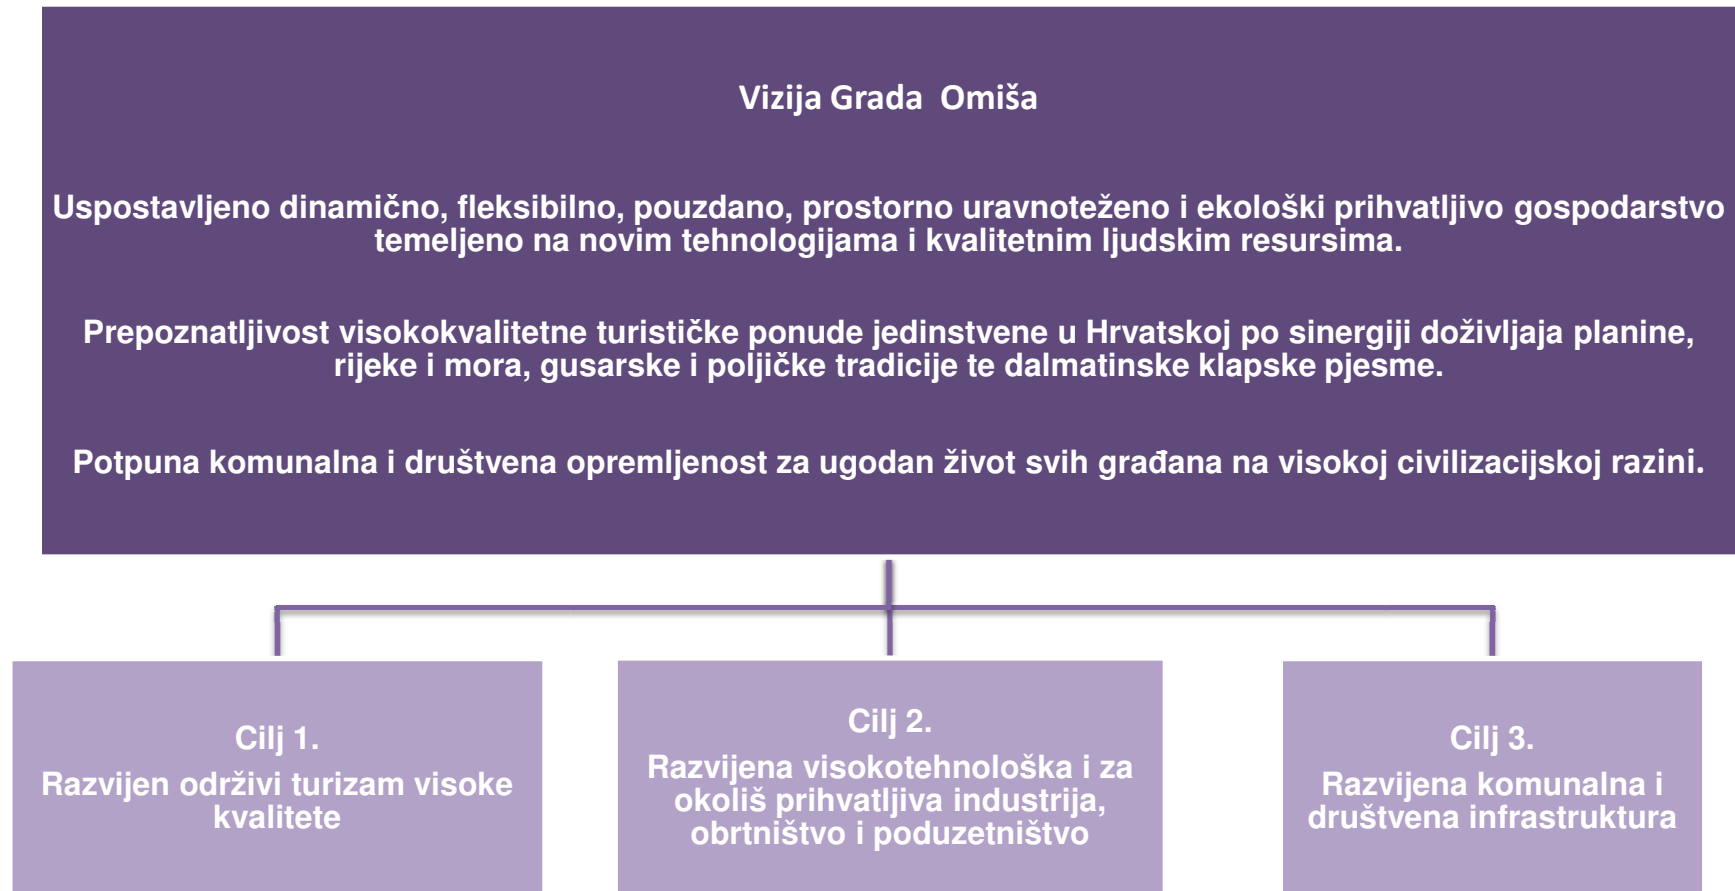 Vizija Grada  Omiša
Uspostavljeno dinamično, fleksibilno, pouzdano, prostorno uravnoteženo i ekološki prihvatljivo gospodarstvo
temeljeno na novim tehnologijama i kvalitetnim ljudskim resursima.
Prepoznatljivost visokokvalitetne turističke ponude jedinstvene u Hrvatskoj po sinergiji doživljaja planine,
rijeke i mora, gusarske i poljičke tradicije te dalmatinske klapske pjesme.
Potpuna komunalna i društvena opremljenost za ugodan život svih građana na visokoj civilizacijskoj razini.
Cilj 1.
Razvijen održivi turizam visoke
kvalitete
Cilj 2.
Razvijena visokotehnološka i za
okoliš prihvatljiva industrija,
obrtništvo i poduzetništvo
Cilj 3.
Razvijena komunalna i
društvena infrastruktura